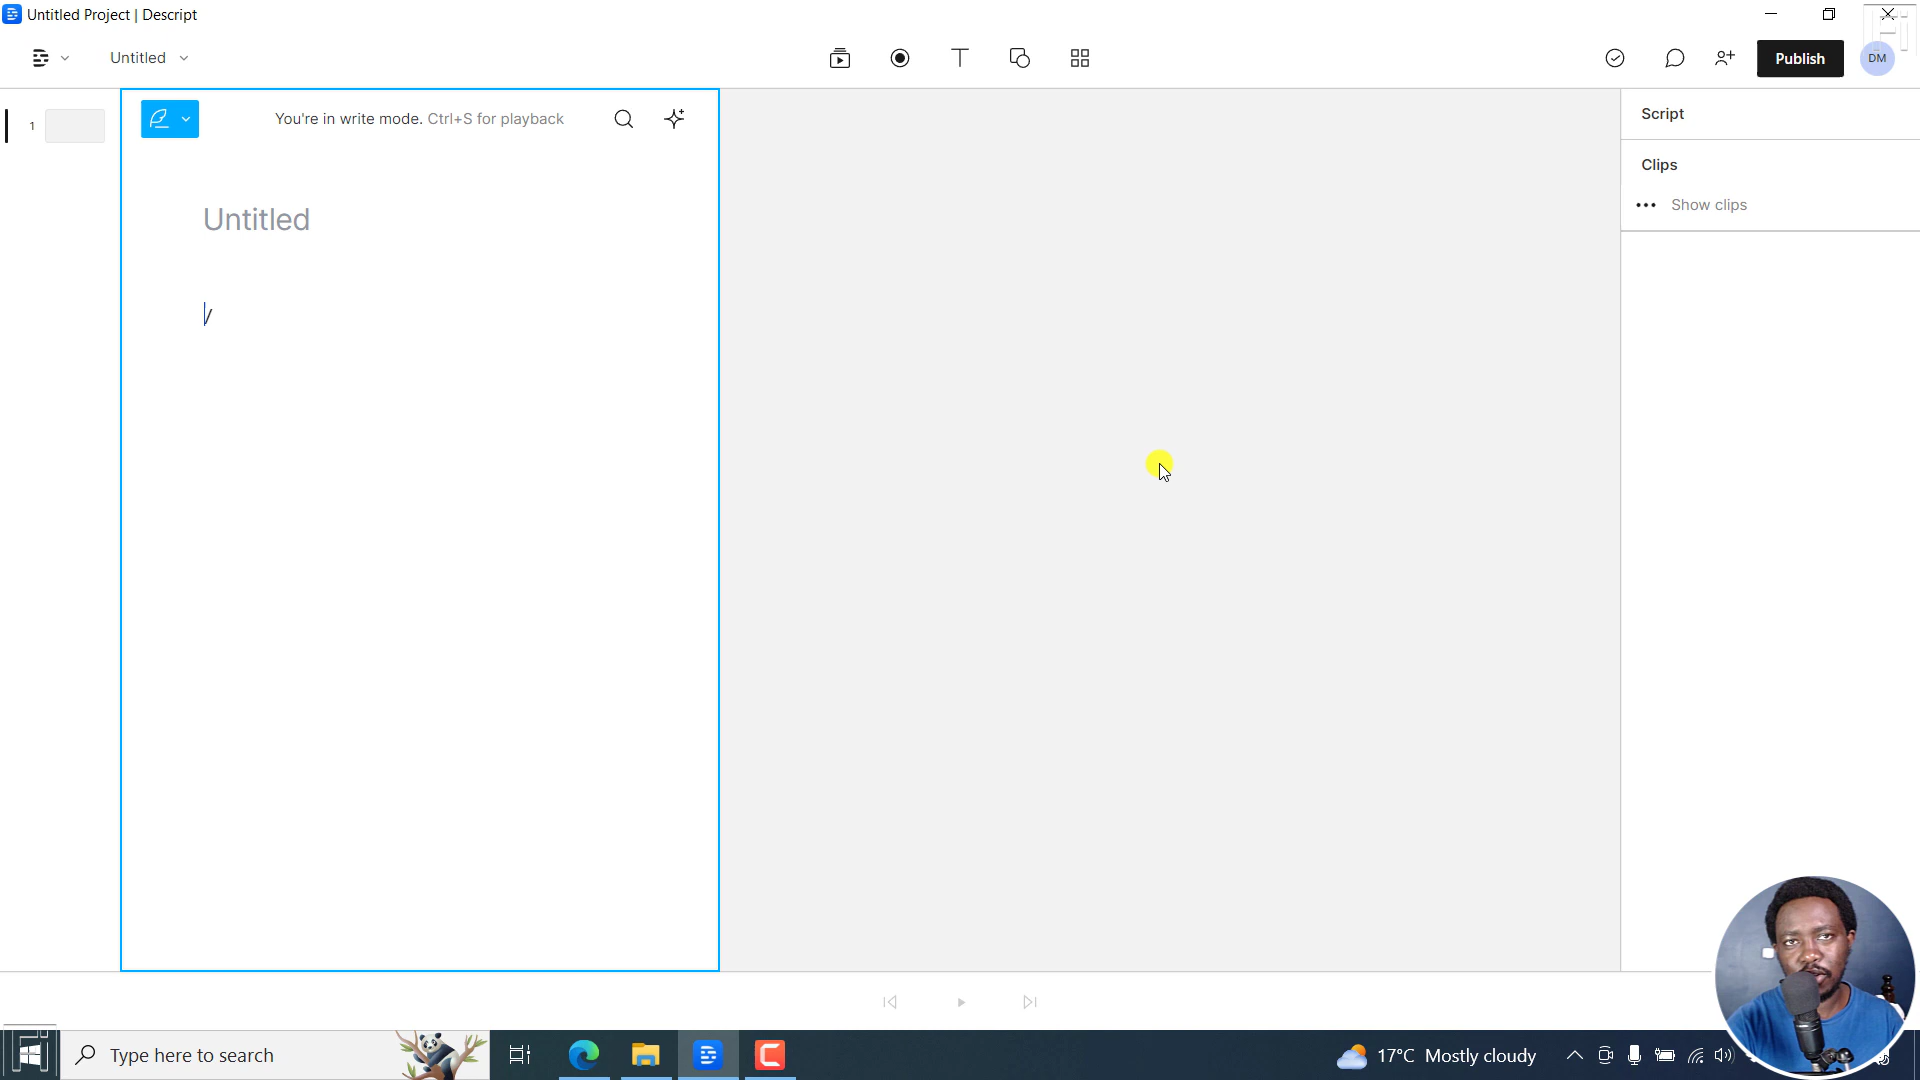 Untitled Project | Descript
Untitled
Publish
DM
1
You're in write mode. Ctrl+S for playback
Script
Clips
Show clips
Untitled
/
Type here to search
17°C Mostly cloudy